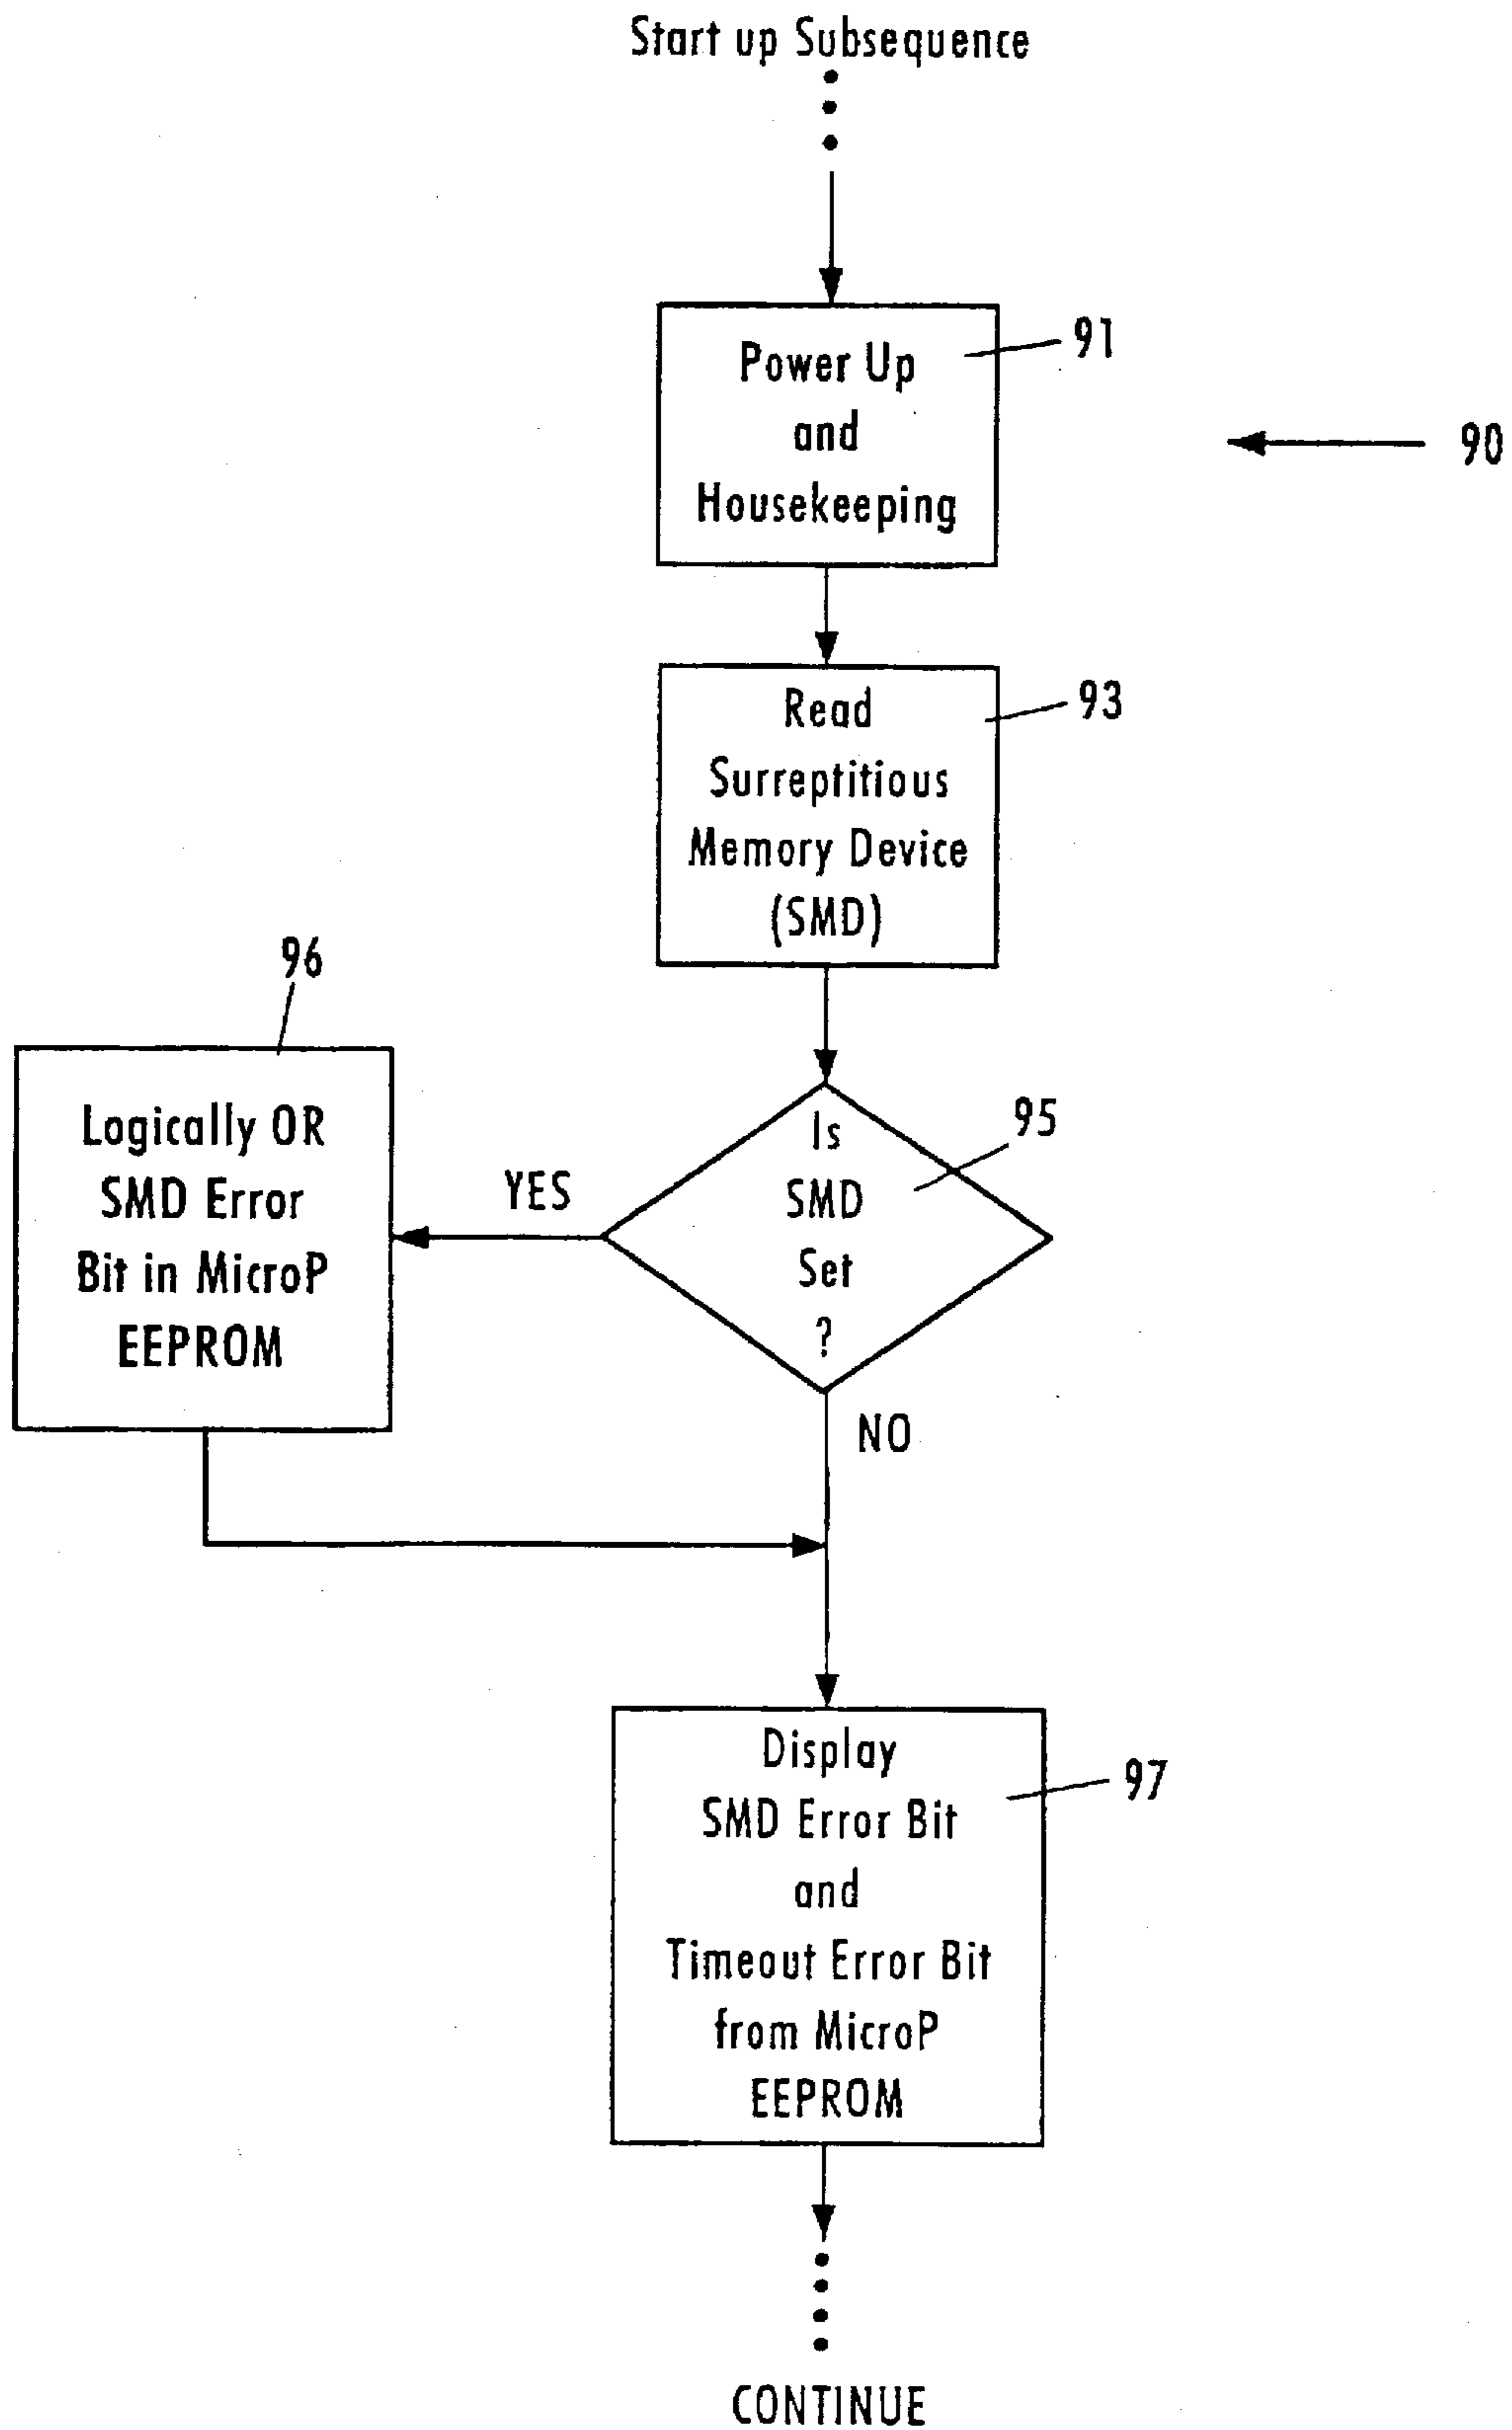 Start up Subsequence
Power Up
and
Housekeeping
91
90
Read
Surreptitious
Memory Device
(SMD)
93
96
Logically OR
SMD Error
Bit in MicroP
EEPROM
YES
Is
SMD
Set
?
95
NO
Display
SMD Error Bit
and
Timeout Error Bit
from MicroP
EEPROM
97
CONTINUE